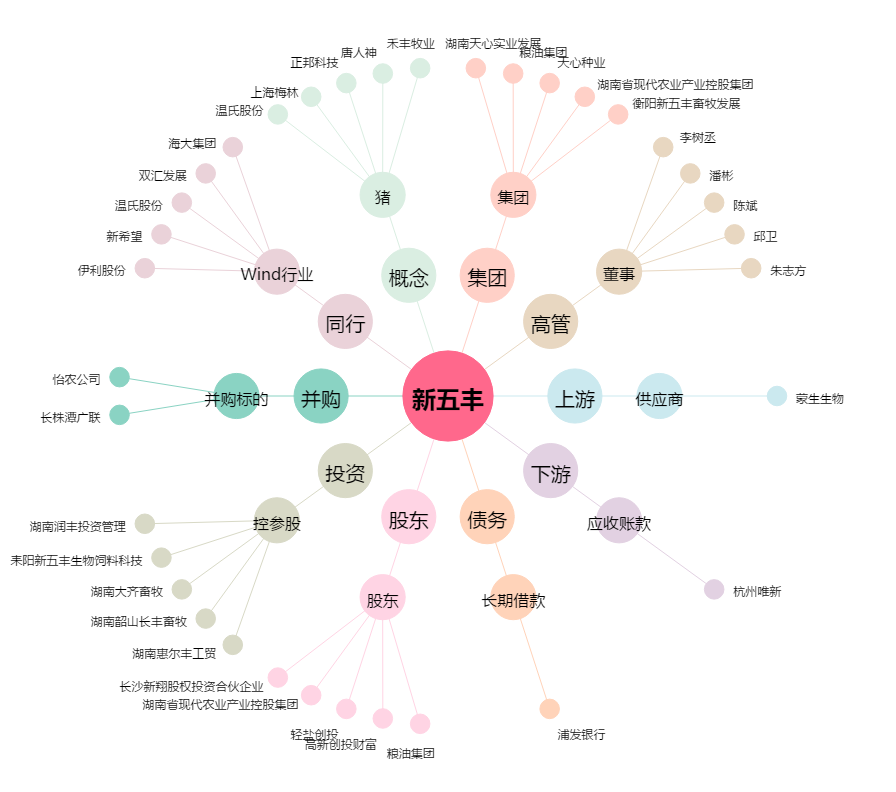 禾丰牧业
湖南天心实业发展
唐人神
粮油集团
正邦科技
天心种业
上海梅林
湖南省现代农业产业控股集团
温氏股份
衡阳新五丰畜牧发展
海大集团
李树丞
双汇发展
潘彬
猪
集团
温氏股份
陈斌
新希望
邱卫
伊利股份
朱志方
Wind行业
概念
集团
董事
同行
高管
怡农公司
并购标的
并购
新五丰
上游
供应商
荣生生物
长株潭广联
投资
下游
湖南润丰投资管理
控参股
股东
债务
应收账款
耒阳新五丰生物饲料科技
湖南大齐畜牧
杭州唯新
湖南韶山长丰畜牧
股东
长期借款
湖南惠尔丰工贸
长沙新翔股权投资合伙企业
湖南省现代农业产业控股集团
轻盐创投
浦发银行
高新创投财富
粮油集团